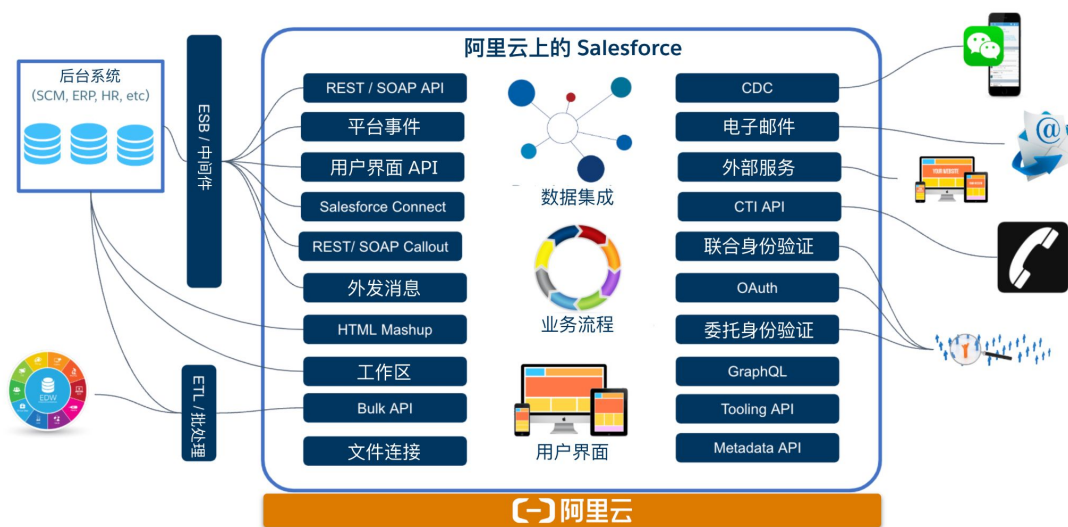 阿里云上的 Salesforce
后台系统
(SCM, ERP, HR, etc)
ESB / 中间件
EDW
ETL / 批处理
REST / SOAP API
平台事件
用户界面 API
Salesforce Connect
REST/ SOAP Callout
外发消息
HTML Mashup
工作区
Bulk API
文件连接
数据集成
业务流程
用户界面
CDC
电子邮件
外部服务
CTI API
联合身份验证
OAuth
委托身份验证
GraphQL
Tooling API
Metadata API
@
YOUR WEBSITE
阿里云